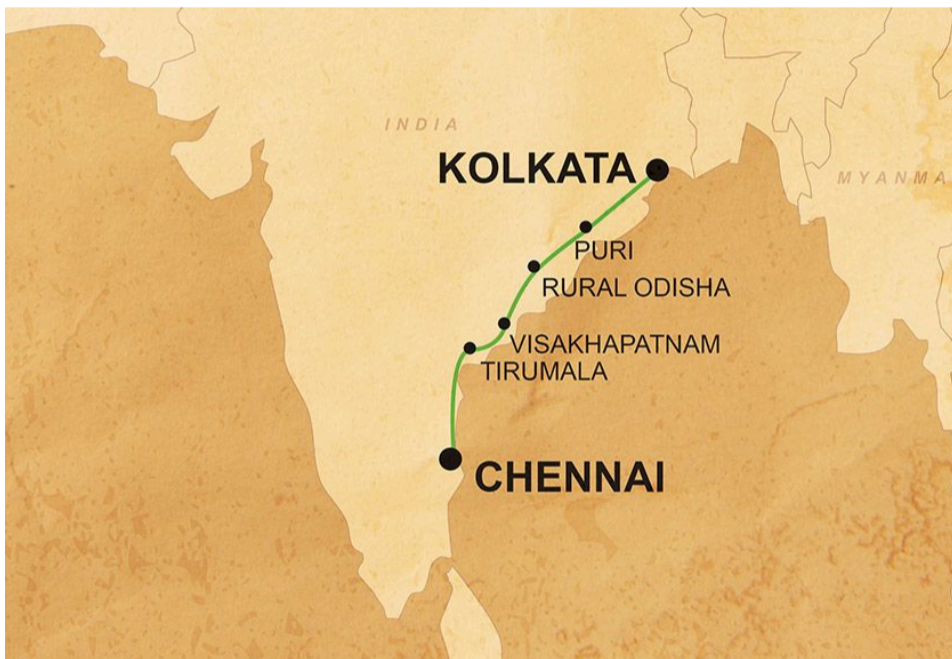 INDIA
KOLKATA
MYANMA
PURI
RURAL ODISHA
VISAKHAPATNAM
TIRUMALA
CHENNAI